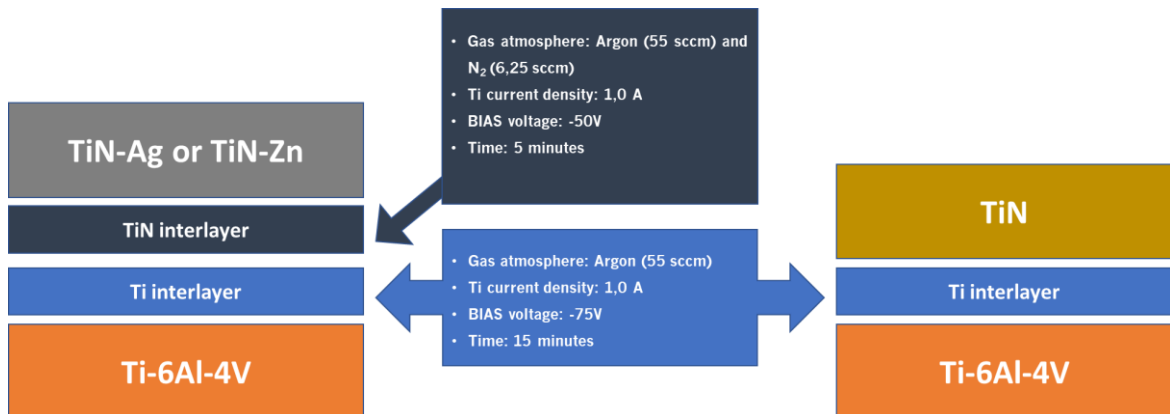 • Gas atmosphere: Argon (55 sccm) and
N₂ (6,25 sccm)
• Ti current density: 1,0 A
• BIAS voltage: -50V
• Time: 5 minutes
TiN-Ag or TiN-Zn
TiN interlayer
Ti interlayer
Ti-6Al-4V
• Gas atmosphere: Argon (55 sccm)
• Ti current density: 1,0 A
• BIAS voltage: -75V
• Time: 15 minutes
TiN
Ti interlayer
Ti-6Al-4V